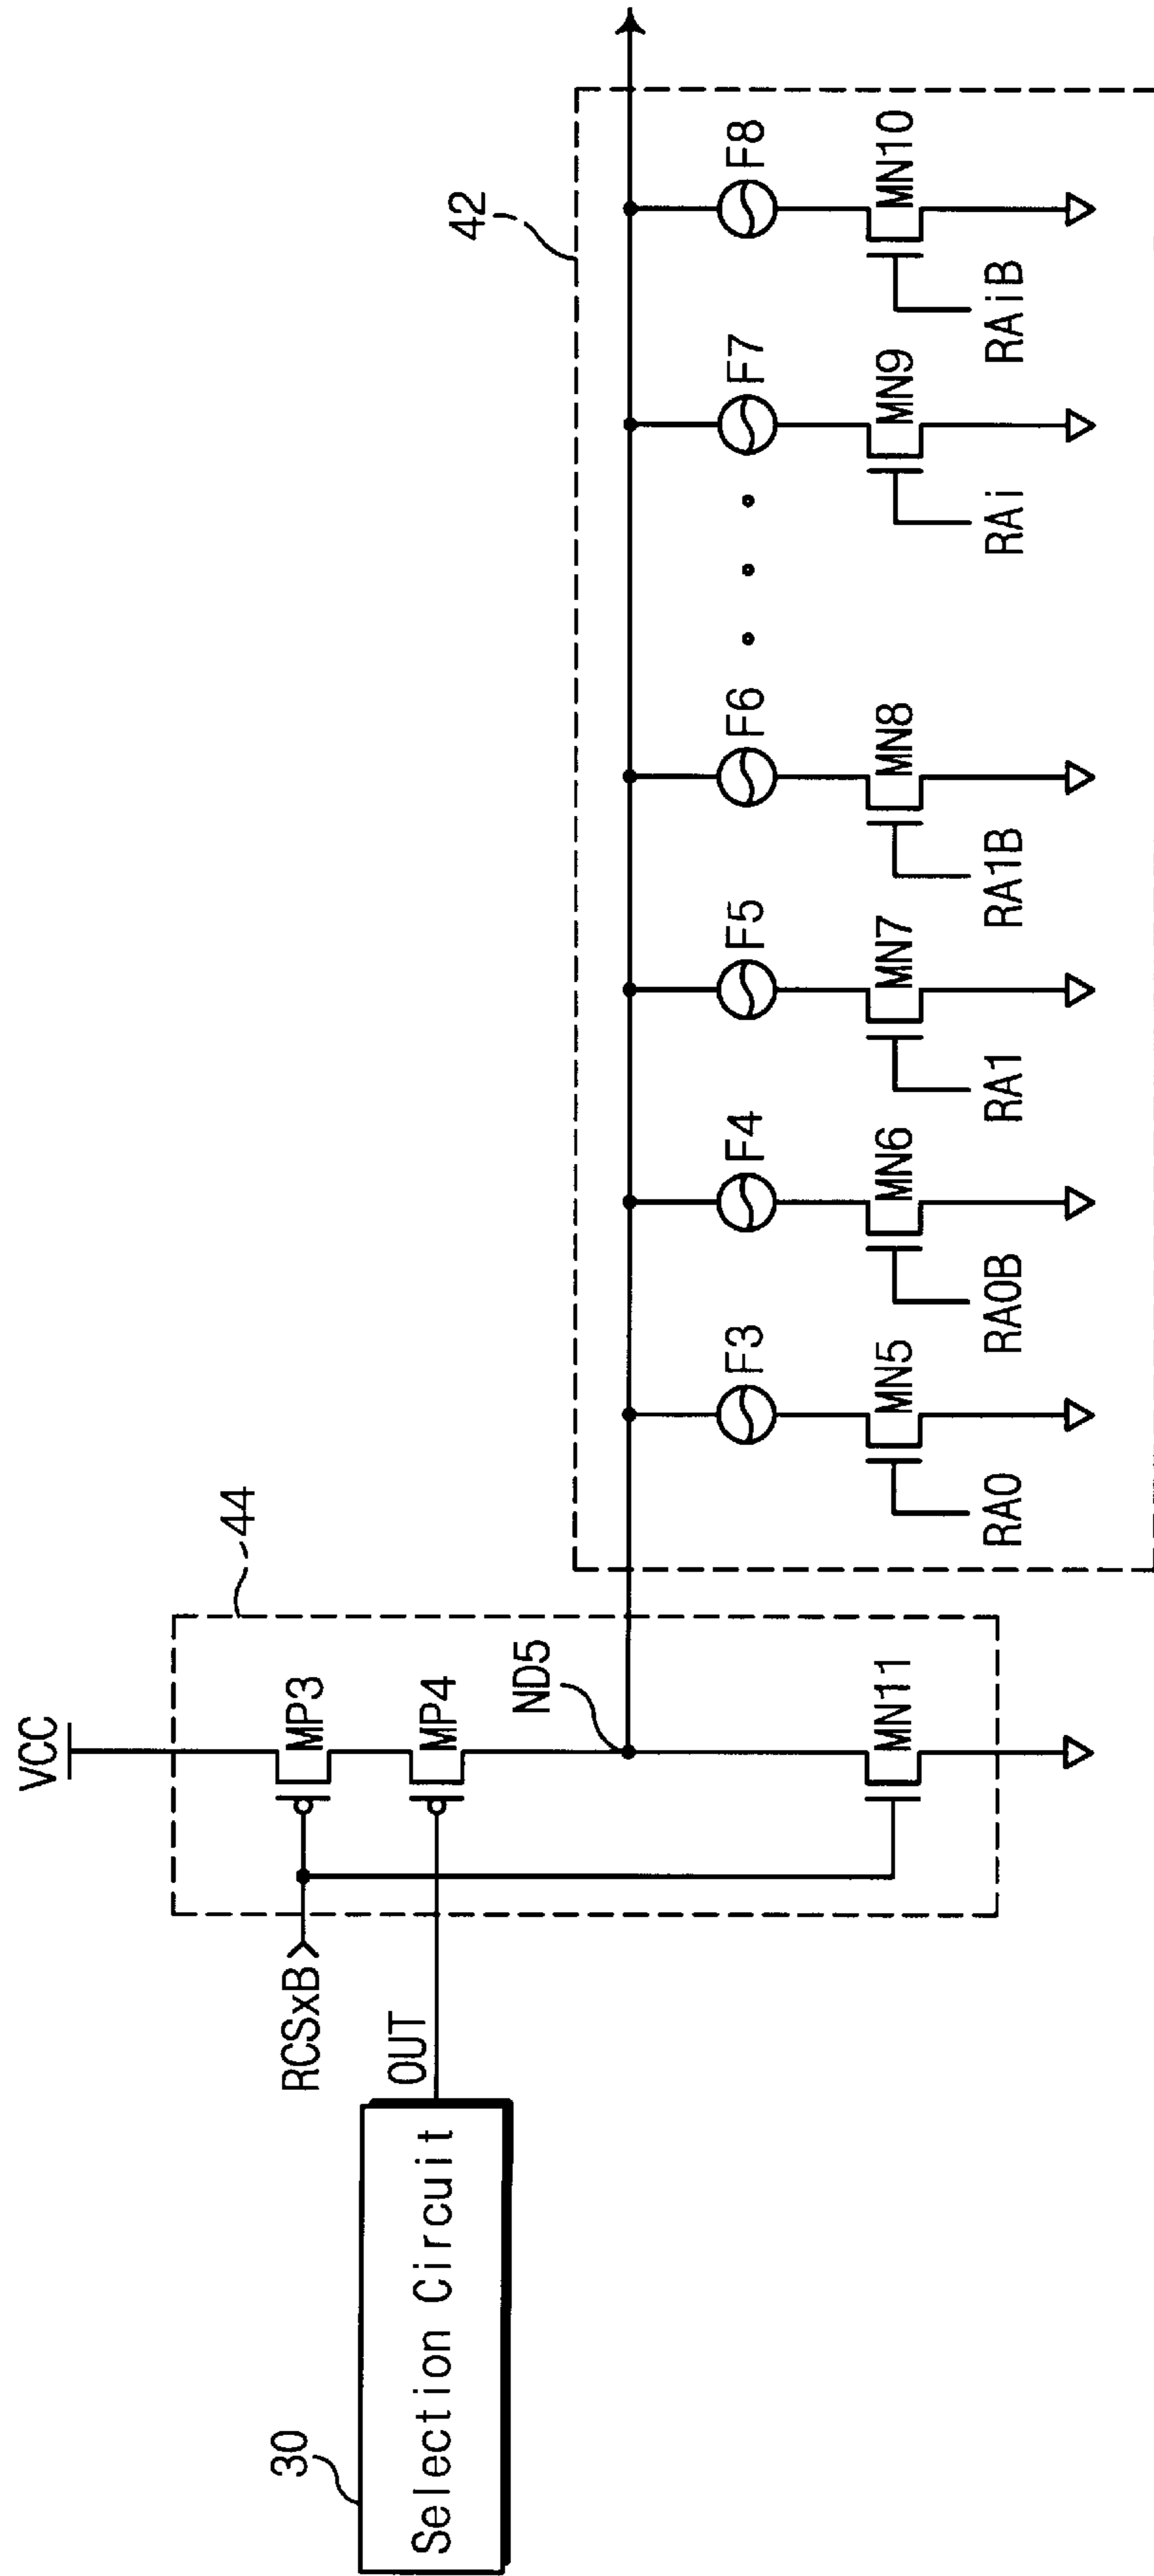 VCC
44
MP3
RCSxB
MP4
30
OUT
Selection Circuit
ND5
MN11
42
F3
F4
F5
F6
F7
F8
MN5
MN6
MN7
MN8
MN9
MN10
RA0
RA0B
RA1
RA1B
RAi
RAiB